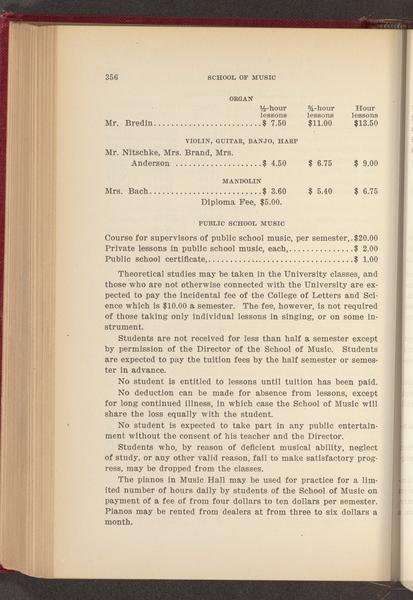 356
SCHOOL OF MUSIC
ORGAN
½-hour lessons ¾-hour lessons Hour lessons
Mr. Bredin........................$ 7.50 $11.00 $13.50
VIOLIN, GUITAR, BANJO, HARP
Mr. Nitschke, Mrs. Brand, Mrs.
Anderson ...................$ 4.50 $ 6.75 $ 9.00
MANDOLIN
Mrs. Bach.........................$ 3.60 $ 5.40 $ 6.75
Diploma Fee, $5.00.
PUBLIC SCHOOL MUSIC
Course for supervisors of public school music, per semester,..$20.00
Private lessons in public school music, each,...............$ 2.00
Public school certificate,..................................$ 1.00
Theoretical studies may be taken in the University classes, and
those who are not otherwise connected with the University are ex-
pected to pay the incidental fee of the College of Letters and Sci-
ence which is $10.00 a semester. The fee, however, is not required
of those taking only individual lessons in singing, or on some in-
strument.
Students are not received for less than half a semester except
by permission of the Director of the School of Music. Students
are expected to pay the tuition fees by the half semester or semes-
ter in advance.
No student is entitled to lessons until tuition has been paid.
No deduction can be made for absence from lessons, except
for long continued illness, in which case the School of Music will
share the loss equally with the student.
No student is expected to take part in any public entertain-
ment without the consent of his teacher and the Director.
Students who, by reason of deficient musical ability, neglect
of study, or any other valid reason, fail to make satisfactory prog-
ress, may be dropped from the classes.
The pianos in Music Hall may be used for practice for a lim-
ited number of hours daily by students of the School of Music on
payment of a fee of from four dollars to ten dollars per semester.
Pianos may be rented from dealers at from three to six dollars a
month.